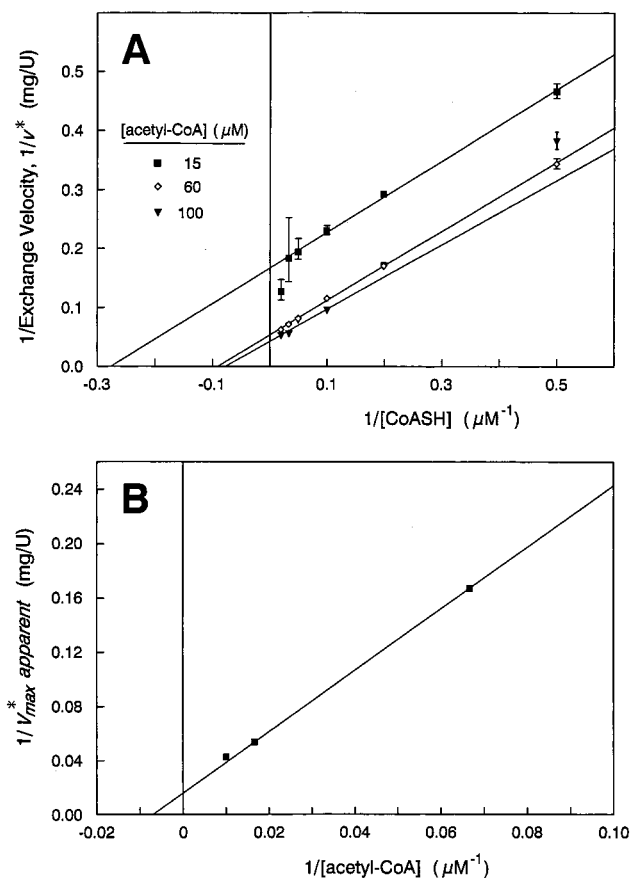 A
1/Exchange Velocity, 1/v* (mg/U)
[acetyl-CoA] (μM)
15
60
100
0.5
0.4
0.3
0.2
0.1
0.0
-0.3 -0.1 0.1 0.3 0.5
1/[CoASH] (μM⁻¹)
B
1/V*max apparent (mg/U)
0.24
0.20
0.16
0.12
0.08
0.04
0.00
-0.02 0 0.02 0.04 0.06 0.08 0.10
1/[acetyl-CoA] (μM⁻¹)